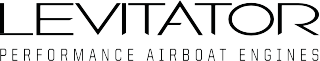 LEVITATOR
PERFORMANCE AIRBOAT ENGINES